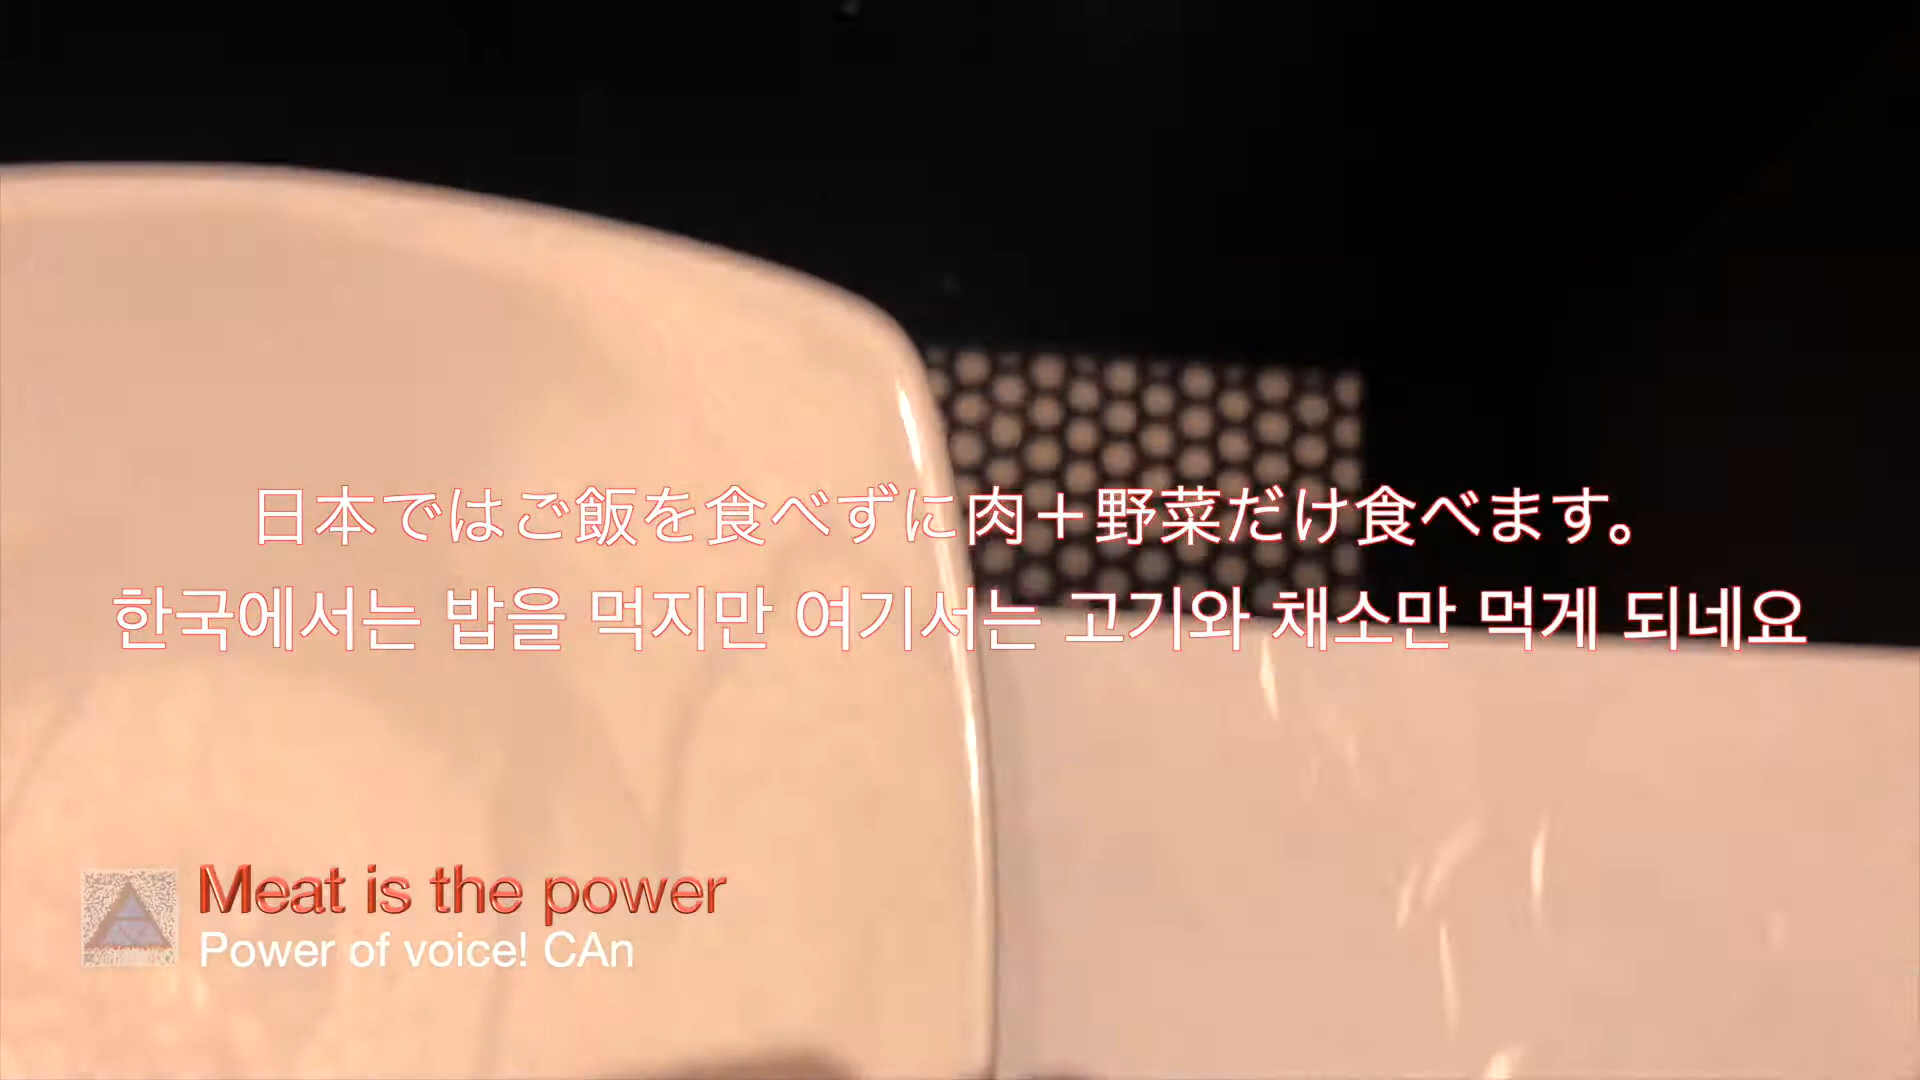 日本ではご飯を食べずに肉＋野菜だけ食べます。
한국에서는 밥을 먹지만 여기서는 고기와 채소만 먹게 되네요
Meat is the power
Power of voice! CAn